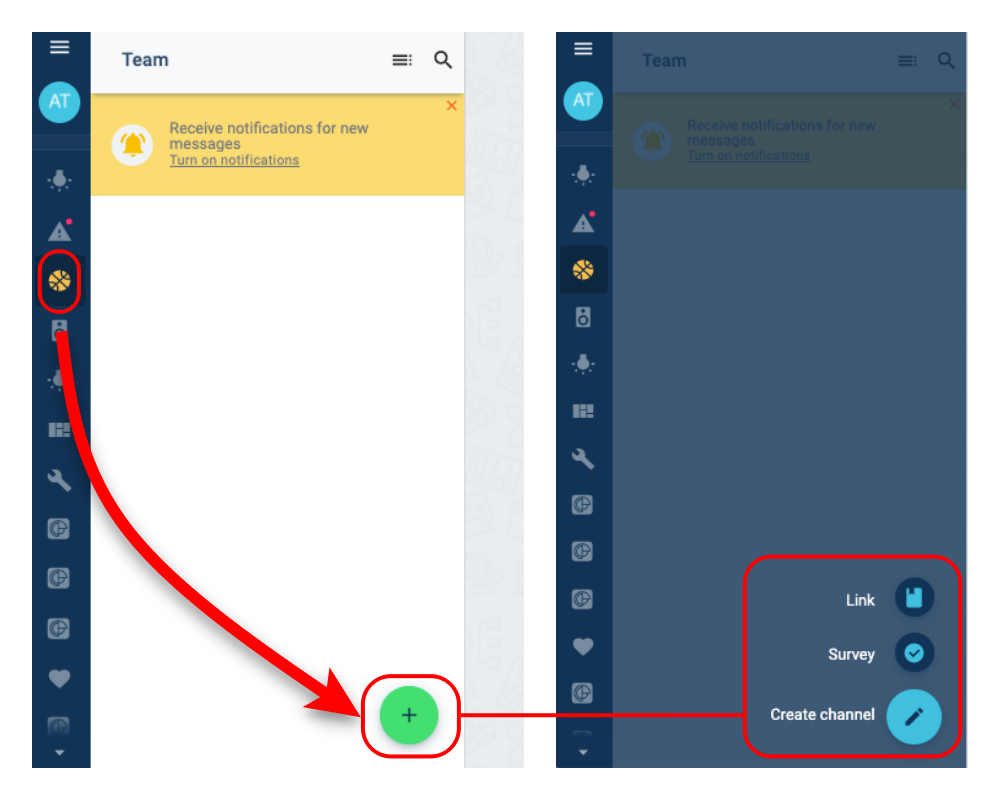 Team
AT
Receive notifications for new
messages
Turn on notifications
Team
AT
Receive notifications for new
messages
Turn on notifications
Link
Survey
Create channel